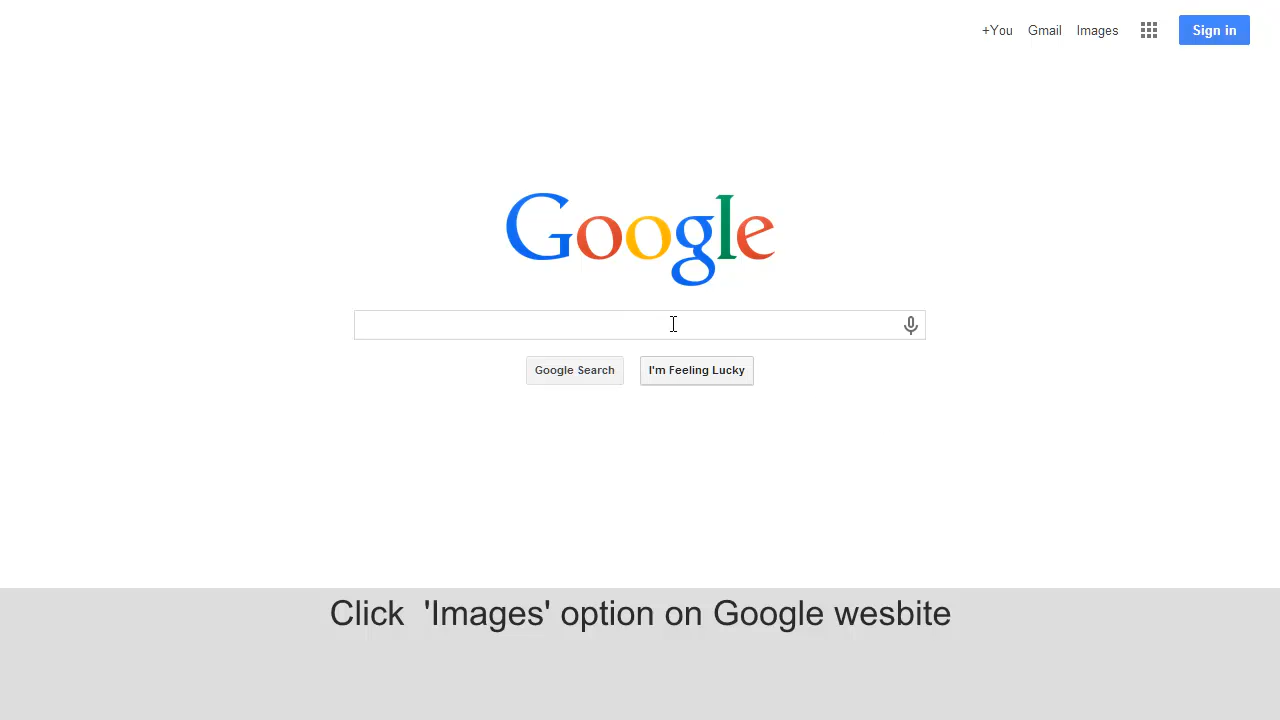 +You Gmail Images Sign in
Google
Google Search I'm Feeling Lucky
Click 'Images' option on Google wesbite